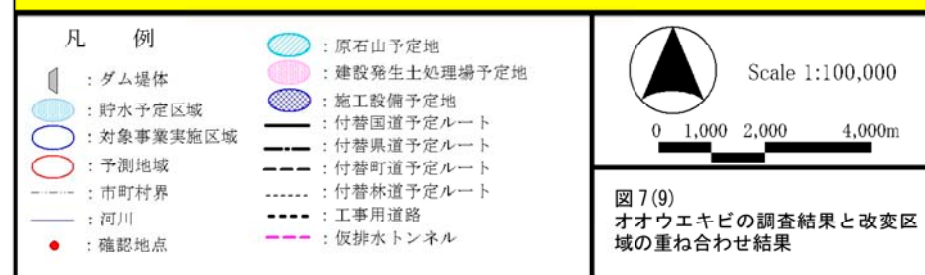 凡 例
: ダム堤体
: 貯水予定区域
: 対象事業実施区域
: 予測地域
: 市町村界
: 河川
: 確認地点
: 原石山予定地
: 建設発生土処理場予定地
: 施工設備予定地
: 付替国道予定ルート
: 付替県道予定ルート
: 付替町道予定ルート
: 付替林道予定ルート
: 工事用道路
: 仮排水トンネル
Scale 1:100,000
0 1,000 2,000 4,000m
図 7(9)
オオウエキビの調査結果と改変区
域の重ね合わせ結果